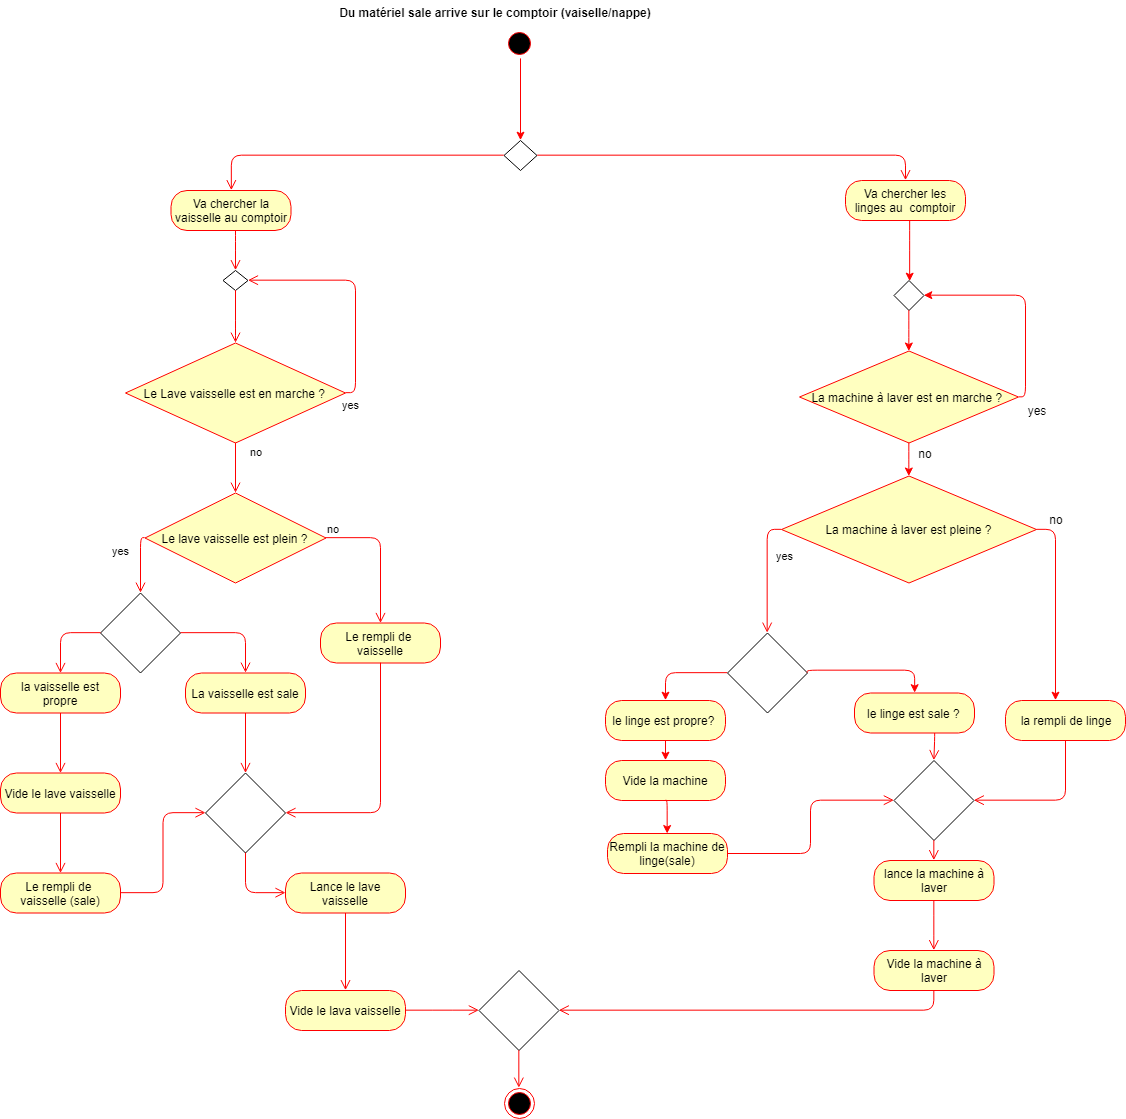 Du matériel sale arrive sur le comptoir (vaiselle/nappe)
Va chercher la
vaisselle au comptoir
Va chercher les
linges au  comptoir
Le Lave vaisselle est en marche ?
yes
La machine à laver est en marche ?
yes
no
no
Le lave vaisselle est plein ?
no
yes
La machine à laver est pleine ?
no
yes
Le rempli de
vaisselle
la vaisselle est
propre
La vaisselle est sale
le linge est propre?
le linge est sale ?
la rempli de linge
Vide le lave vaisselle
Vide la machine
Rempli la machine de
linge(sale)
Le rempli de
vaisselle (sale)
Lance le lave
vaisselle
lance la machine à
laver
Vide la machine à
laver
Vide le lava vaisselle